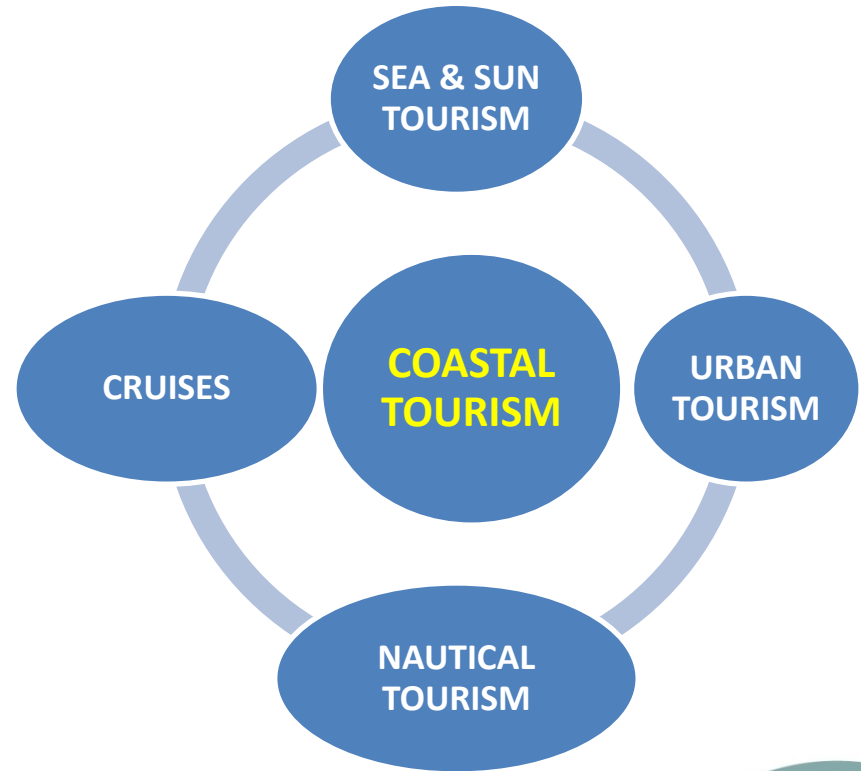 SEA & SUN
TOURISM
CRUISES
COASTAL
TOURISM
URBAN
TOURISM
NAUTICAL
TOURISM